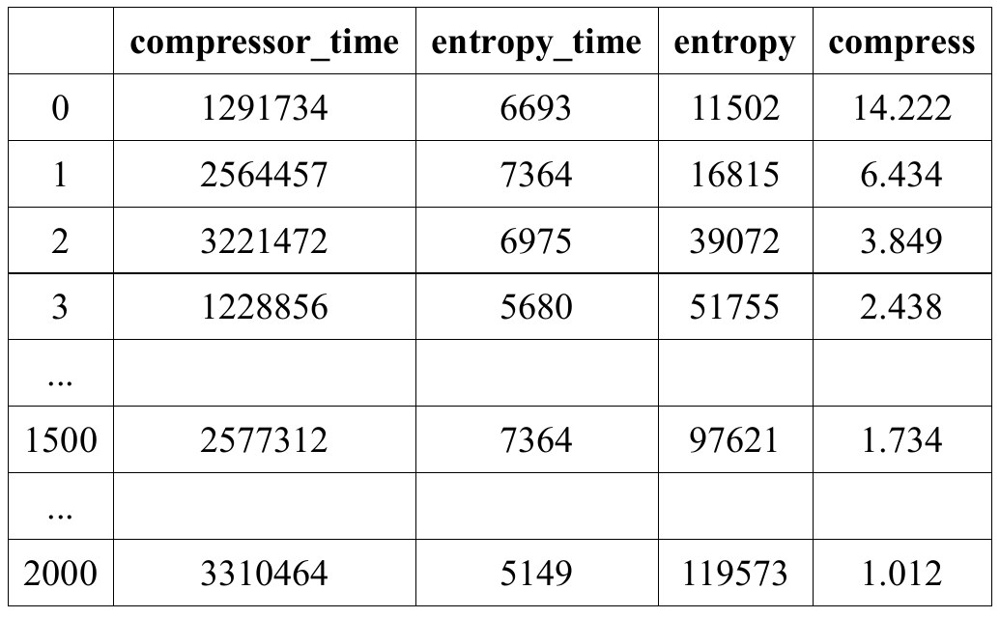 compressor_time entropy_time entropy compress
0 1291734 6693 11502 14.222
1 2564457 7364 16815 6.434
2 3221472 6975 39072 3.849
3 1228856 5680 51755 2.438
...
1500 2577312 7364 97621 1.734
...
2000 3310464 5149 119573 1.012